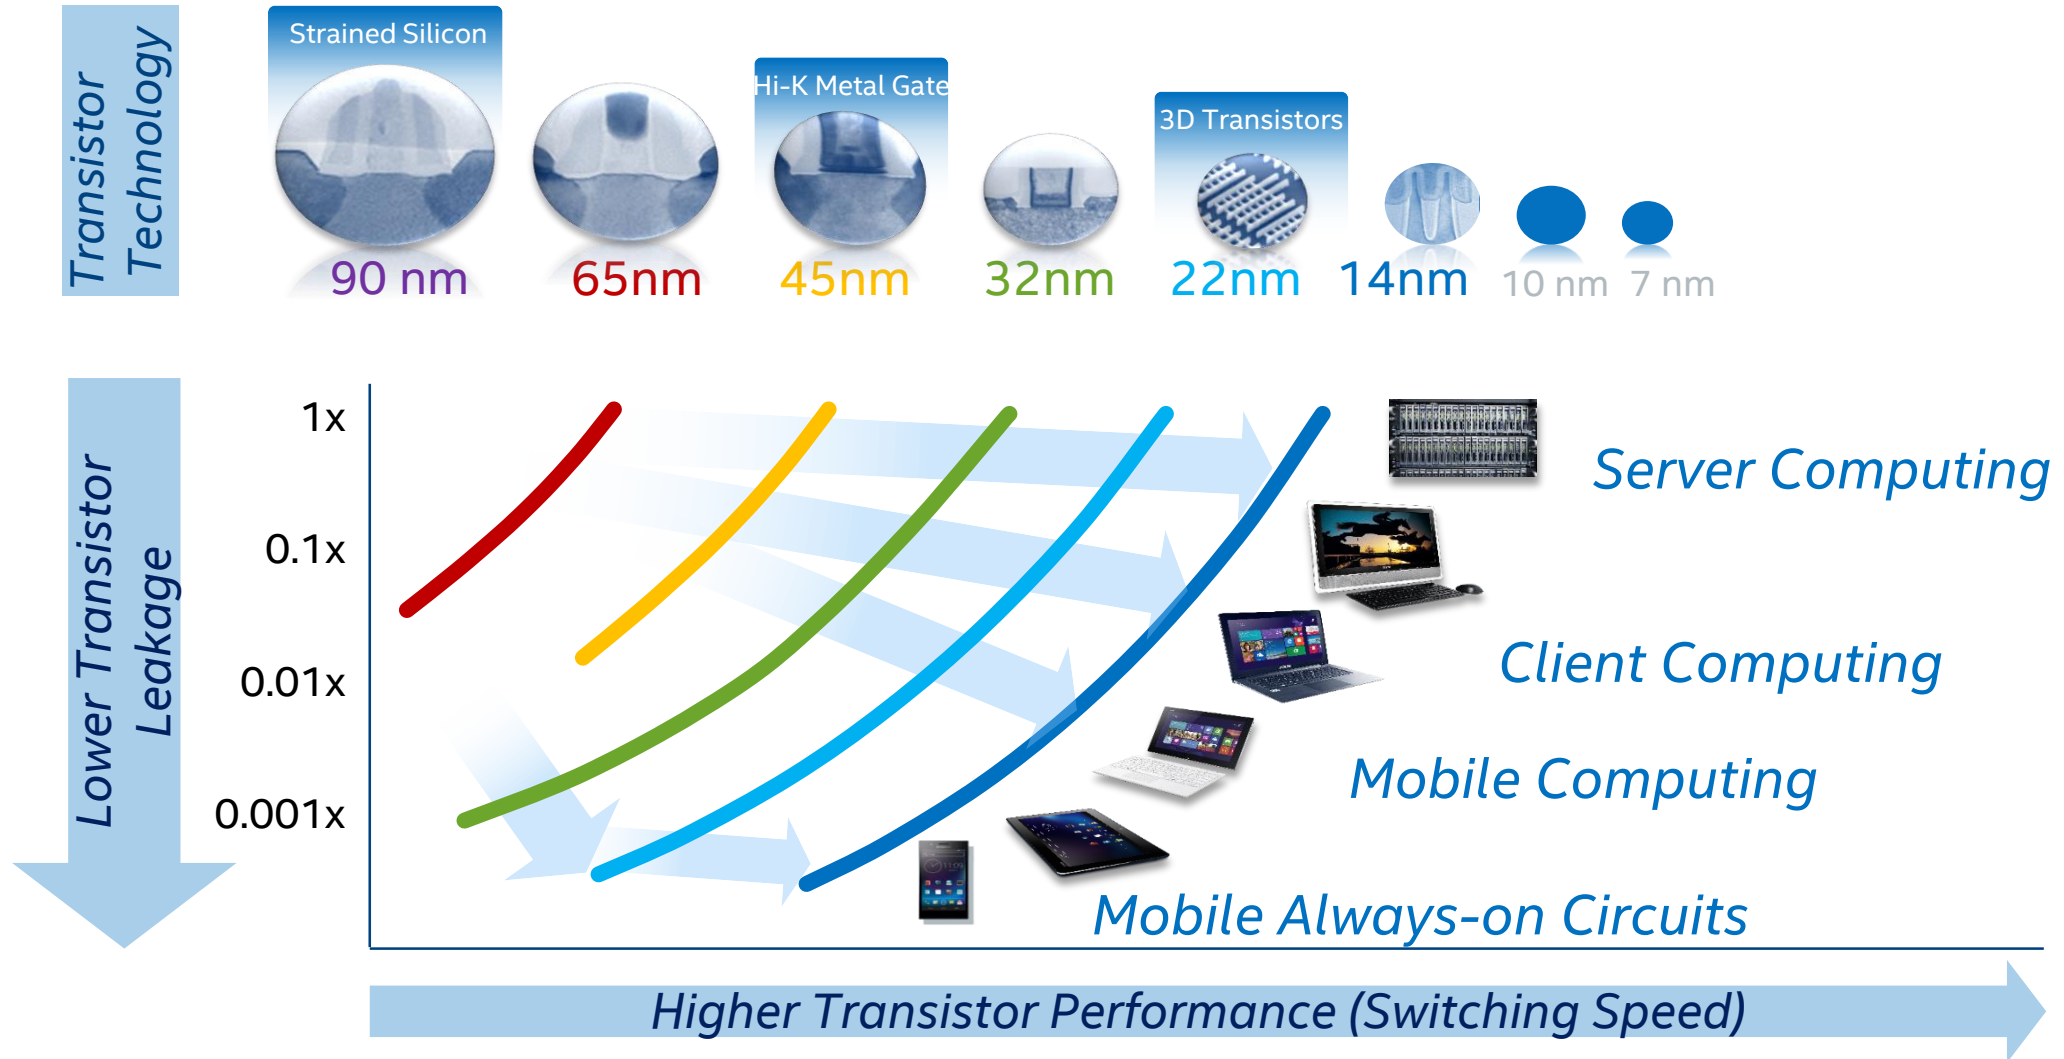 Transistor
Technology
Strained Silicon
Hi-K Metal Gate
3D Transistors
90 nm
65nm
45nm
32nm
22nm
14nm
10 nm
7 nm
Lower Transistor
Leakage
1x
0.1x
0.01x
0.001x
Server Computing
Client Computing
Mobile Computing
Mobile Always-on Circuits
Higher Transistor Performance (Switching Speed)